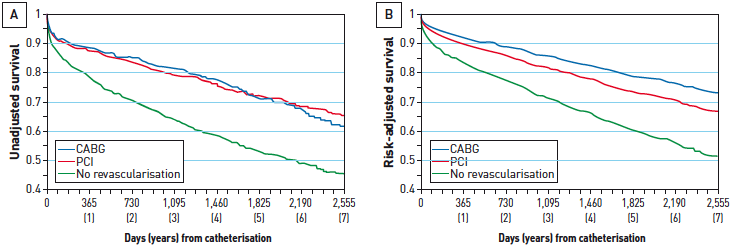 A
Unadjusted survival
1
0.9
0.8
0.7
0.6
0.5
0.4
CABG
PCI
No revascularisation
0 365 730 1,095 1,460 1,825 2,190 2,555
(1) (2) (3) (4) (5) (6) (7)
Days (years) from catheterisation
B
Risk-adjusted survival
1
0.9
0.8
0.7
0.6
0.5
0.4
CABG
PCI
No revascularisation
0 365 730 1,095 1,460 1,825 2,190 2,555
(1) (2) (3) (4) (5) (6) (7)
Days (years) from catheterisation